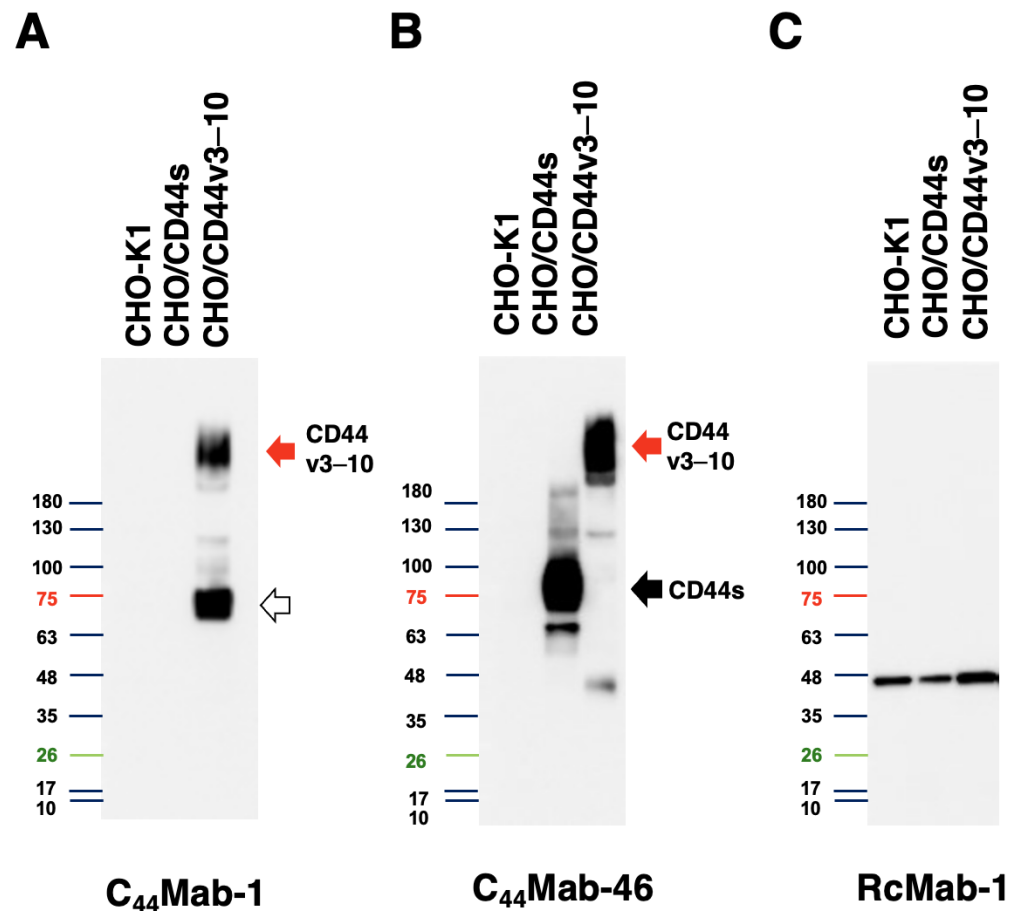 A
CHO-K1
CHO/CD44s
CHO/CD44v3–10
CD44
v3–10
180
130
100
75
63
48
35
26
17
10
C₄₄Mab-1
B
CHO-K1
CHO/CD44s
CHO/CD44v3–10
CD44
v3–10
CD44s
180
130
100
75
63
48
35
26
17
10
C₄₄Mab-46
C
CHO-K1
CHO/CD44s
CHO/CD44v3–10
180
130
100
75
63
48
35
26
17
10
RcMab-1